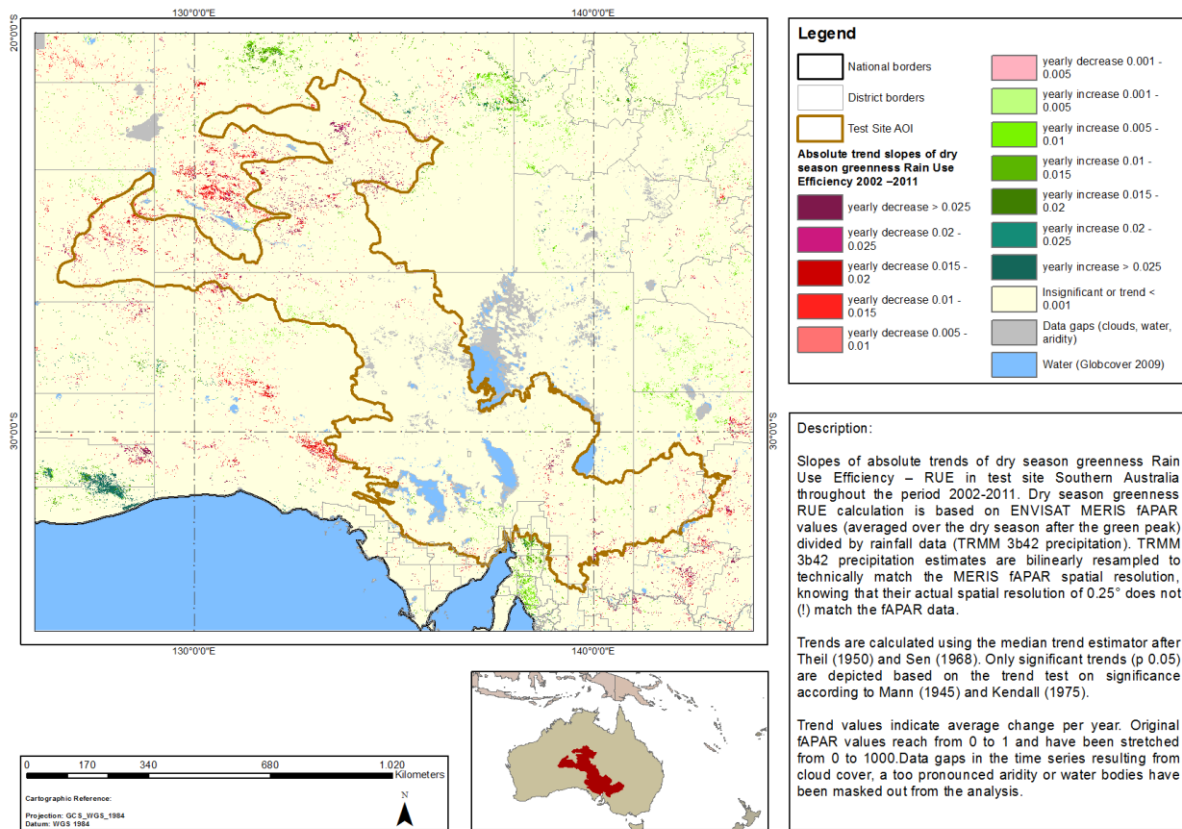 130°0'0"E
140°0'0"E
20°0'0"S
30°0'0"S
30°0'0"S
130°0'0"E
140°0'0"E
Legend
National borders
District borders
Test Site AOI
Absolute trend slopes of dry
season greenness Rain Use
Efficiency 2002 –2011
yearly decrease > 0.025
yearly decrease 0.02 -
0.025
yearly decrease 0.015 -
0.02
yearly decrease 0.01 -
0.015
yearly decrease 0.005 -
0.01
yearly decrease 0.001 -
0.005
yearly increase 0.001 -
0.005
yearly increase 0.005 -
0.01
yearly increase 0.01 -
0.015
yearly increase 0.015 -
0.02
yearly increase 0.02 -
0.025
yearly increase > 0.025
Insignificant or trend <
0.001
Data gaps (clouds, water,
aridity)
Water (Globcover 2009)
Description:
Slopes of absolute trends of dry season greenness Rain
Use Efficiency – RUE in test site Southern Australia
throughout the period 2002-2011. Dry season greenness
RUE calculation is based on ENVISAT MERIS fAPAR
values (averaged over the dry season after the green peak)
divided by rainfall data (TRMM 3b42 precipitation). TRMM
3b42 precipitation estimates are bilinearly resampled to
technically match the MERIS fAPAR spatial resolution,
knowing that their actual spatial resolution of 0.25° does not
(!) match the fAPAR data.
Trends are calculated using the median trend estimator after
Theil (1950) and Sen (1968). Only significant trends (p 0.05)
are depicted based on the trend test on significance
according to Mann (1945) and Kendall (1975).
Trend values indicate average change per year. Original
fAPAR values reach from 0 to 1 and have been stretched
from 0 to 1000.Data gaps in the time series resulting from
cloud cover, a too pronounced aridity or water bodies have
been masked out from the analysis.
0 170 340 680 1.020
Kilometers
Cartographic Reference:
Projection: GCS_WGS_1984
Datum: WGS 1984
N